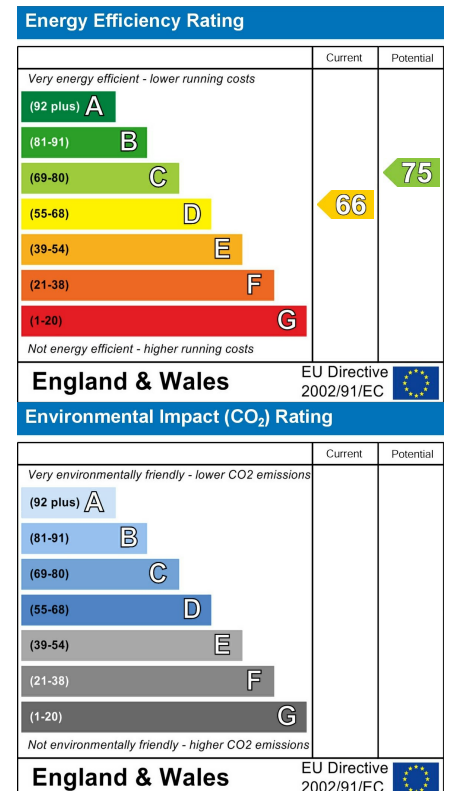 Energy Efficiency Rating
Current Potential
Very energy efficient - lower running costs
(92 plus) A
(81-91) B
(69-80) C
75
(55-68) D
66
(39-54) E
(21-38) F
(1-20) G
Not energy efficient - higher running costs
England & Wales
EU Directive
2002/91/EC
Environmental Impact (CO₂) Rating
Current Potential
Very environmentally friendly - lower CO2 emissions
(92 plus) A
(81-91) B
(69-80) C
(55-68) D
(39-54) E
(21-38) F
(1-20) G
Not environmentally friendly - higher CO2 emissions
England & Wales
EU Directive
2002/91/EC